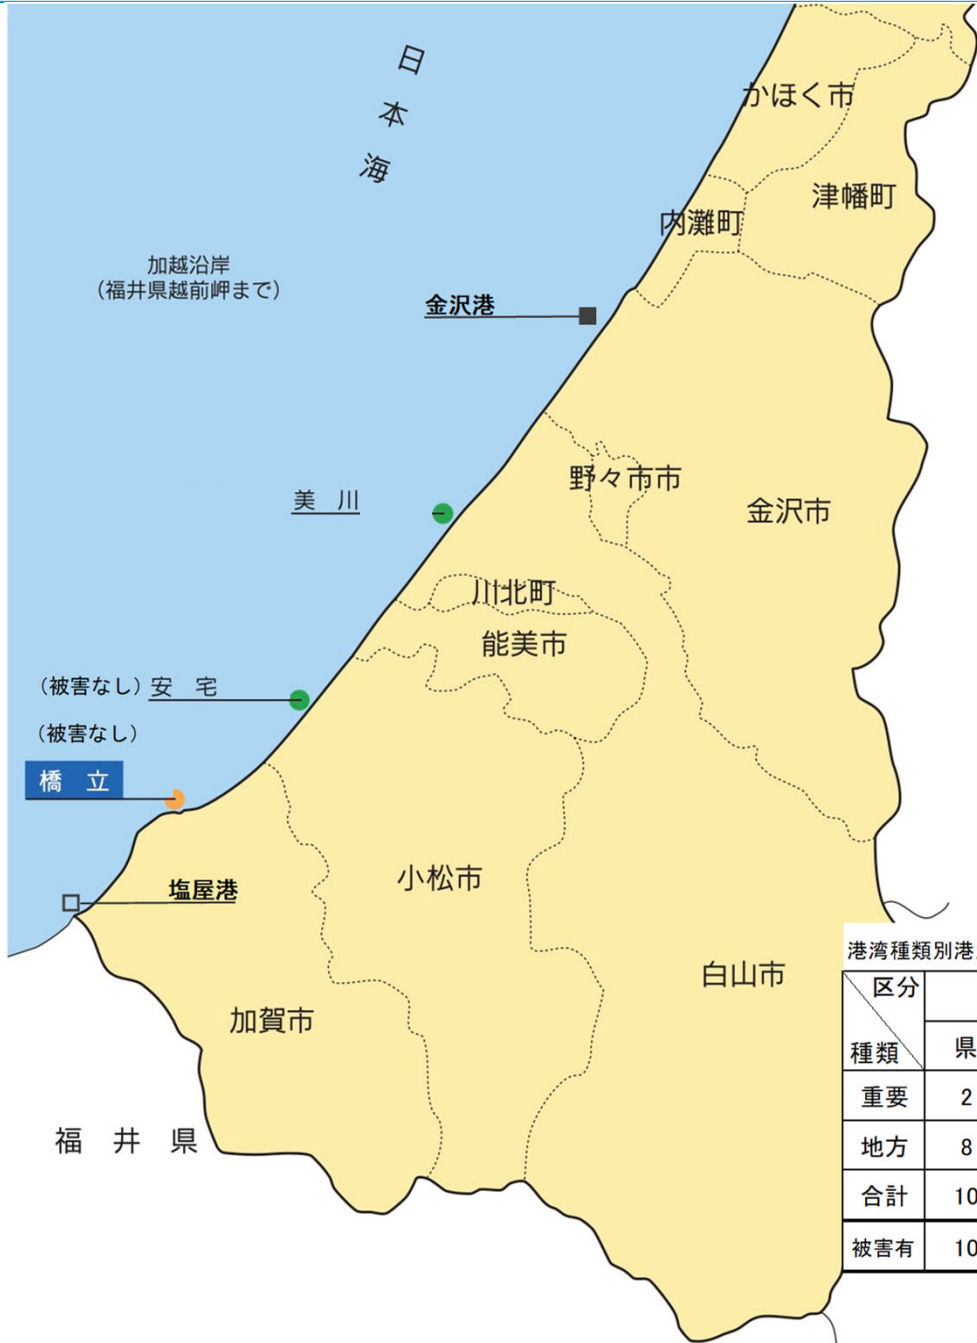 日本海
かほく市
津幡町
内灘町
加越沿岸
（福井県越前岬まで）
金沢港
野々市市
美　川
金沢市
川北町
能美市
（被害なし）安　宅
（被害なし）
橋　立
小松市
塩屋港
白山市
加賀市
福　井　県
港湾種類別港
区分
種類
県
重要 2
地方 8
合計 10
被害有 10